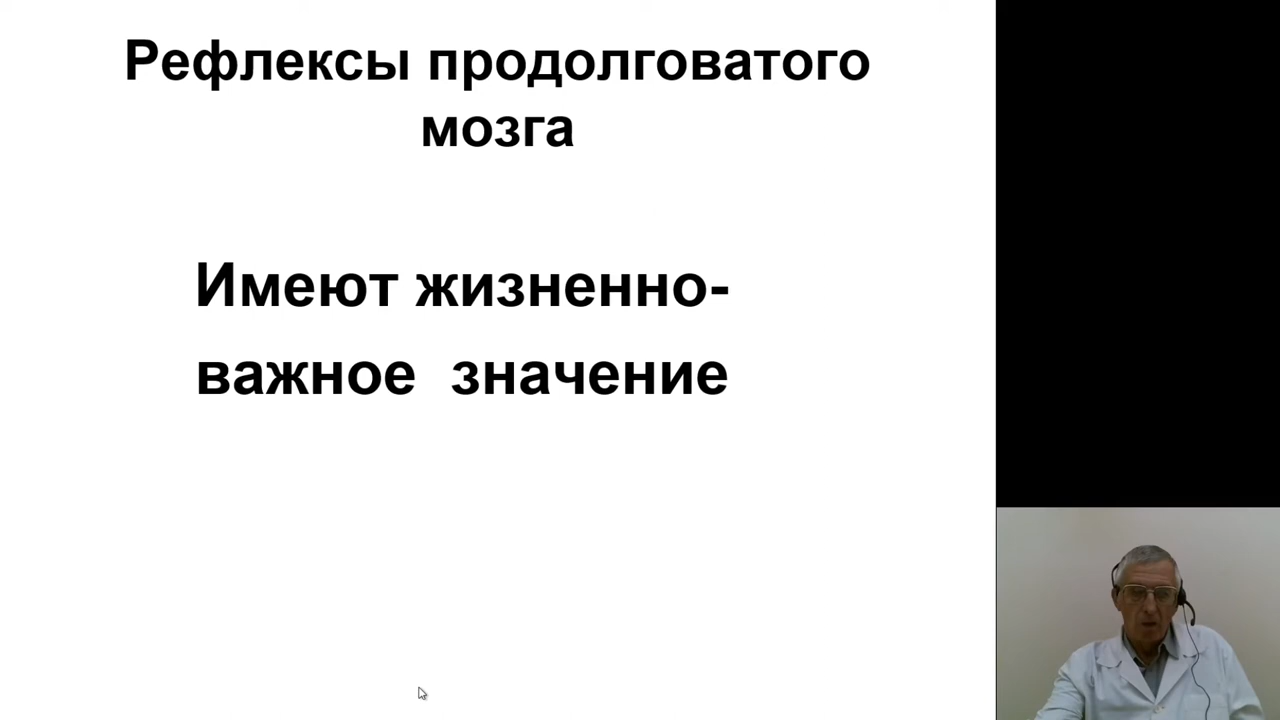 Рефлексы продолговатого
мозга
Имеют жизненно-
важное значение